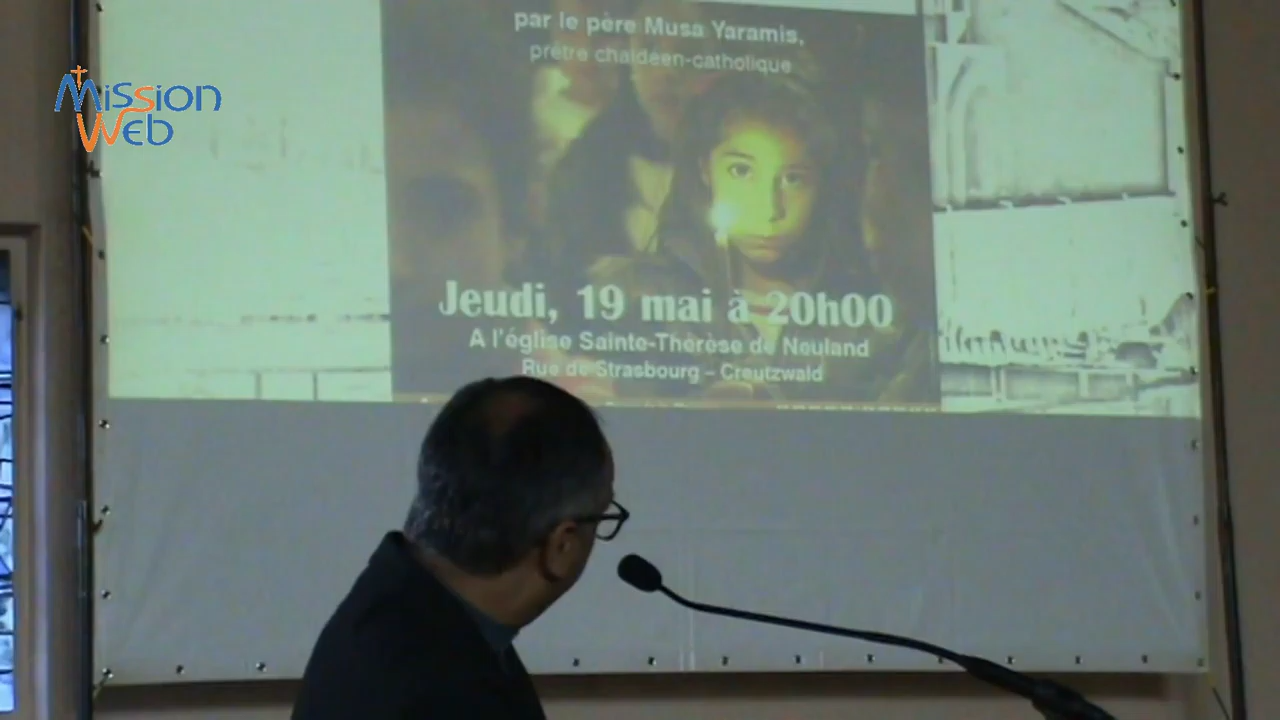 Mission
Web
par le père Musa Yaramis,
prêtre chaldéen-catholique
Jeudi, 19 mai à 20h00
A l'église Sainte-Thérèse de Neuland
Rue de Strasbourg – Creutzwald